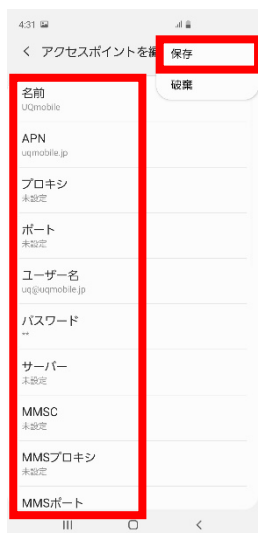 4:31
アクセスポイントを編
保存
破棄
名前
UQmobile
APN
uqmobile.jp
プロキシ
未設定
ポート
未設定
ユーザー名
uq@uqmobile.jp
パスワード
**
サーバー
未設定
MMSC
未設定
MMSプロキシ
未設定
MMSポート